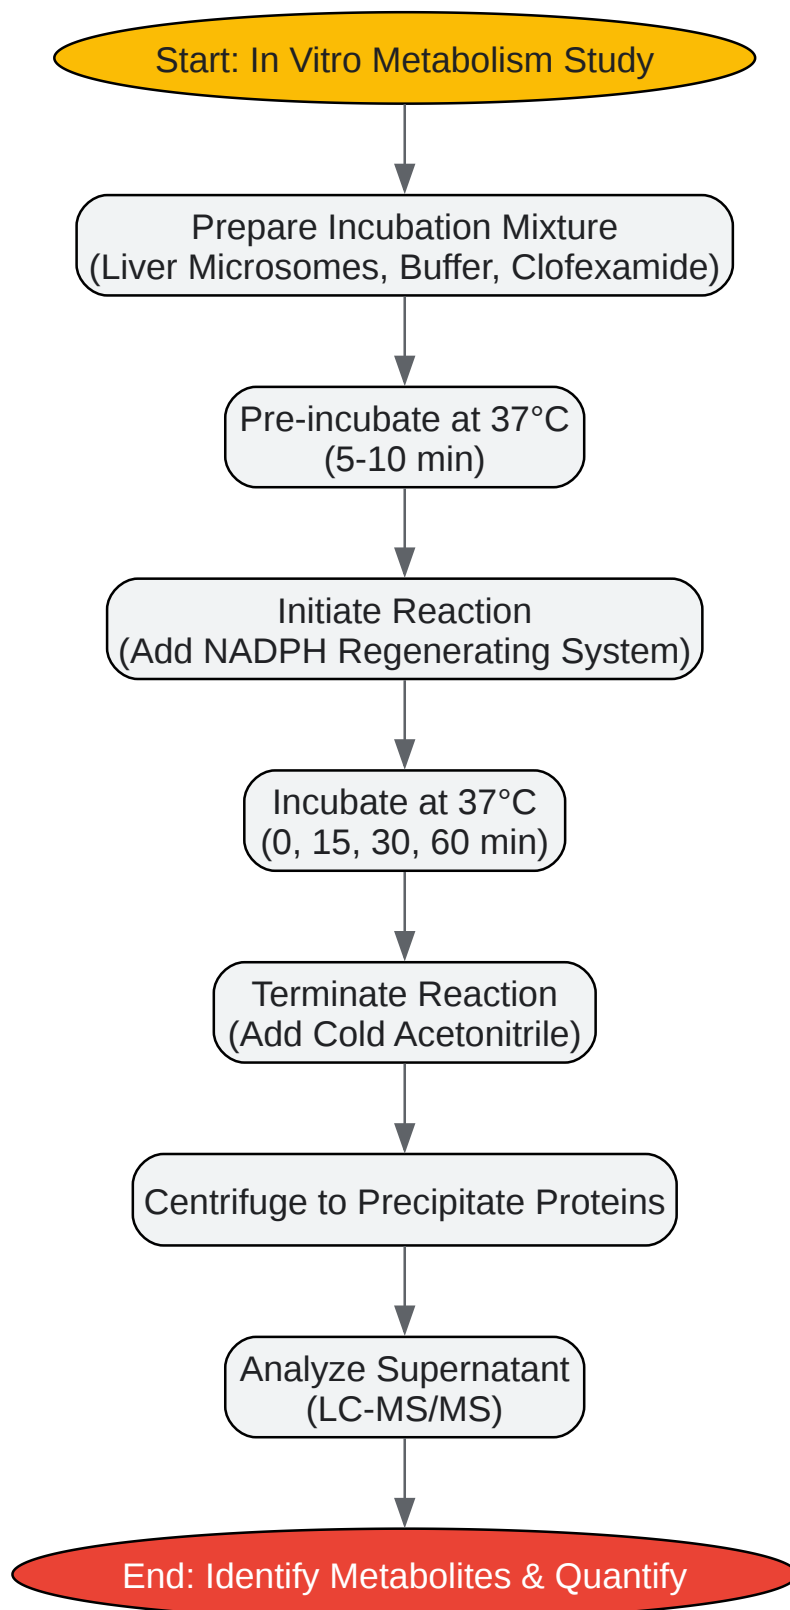 Start: In Vitro Metabolism Study
Prepare Incubation Mixture
(Liver Microsomes, Buffer, Clofexamide)
Pre-incubate at 37°C
(5-10 min)
Initiate Reaction
(Add NADPH Regenerating System)
Incubate at 37°C
(0, 15, 30, 60 min)
Terminate Reaction
(Add Cold Acetonitrile)
Centrifuge to Precipitate Proteins
Analyze Supernatant
(LC-MS/MS)
End: Identify Metabolites & Quantify